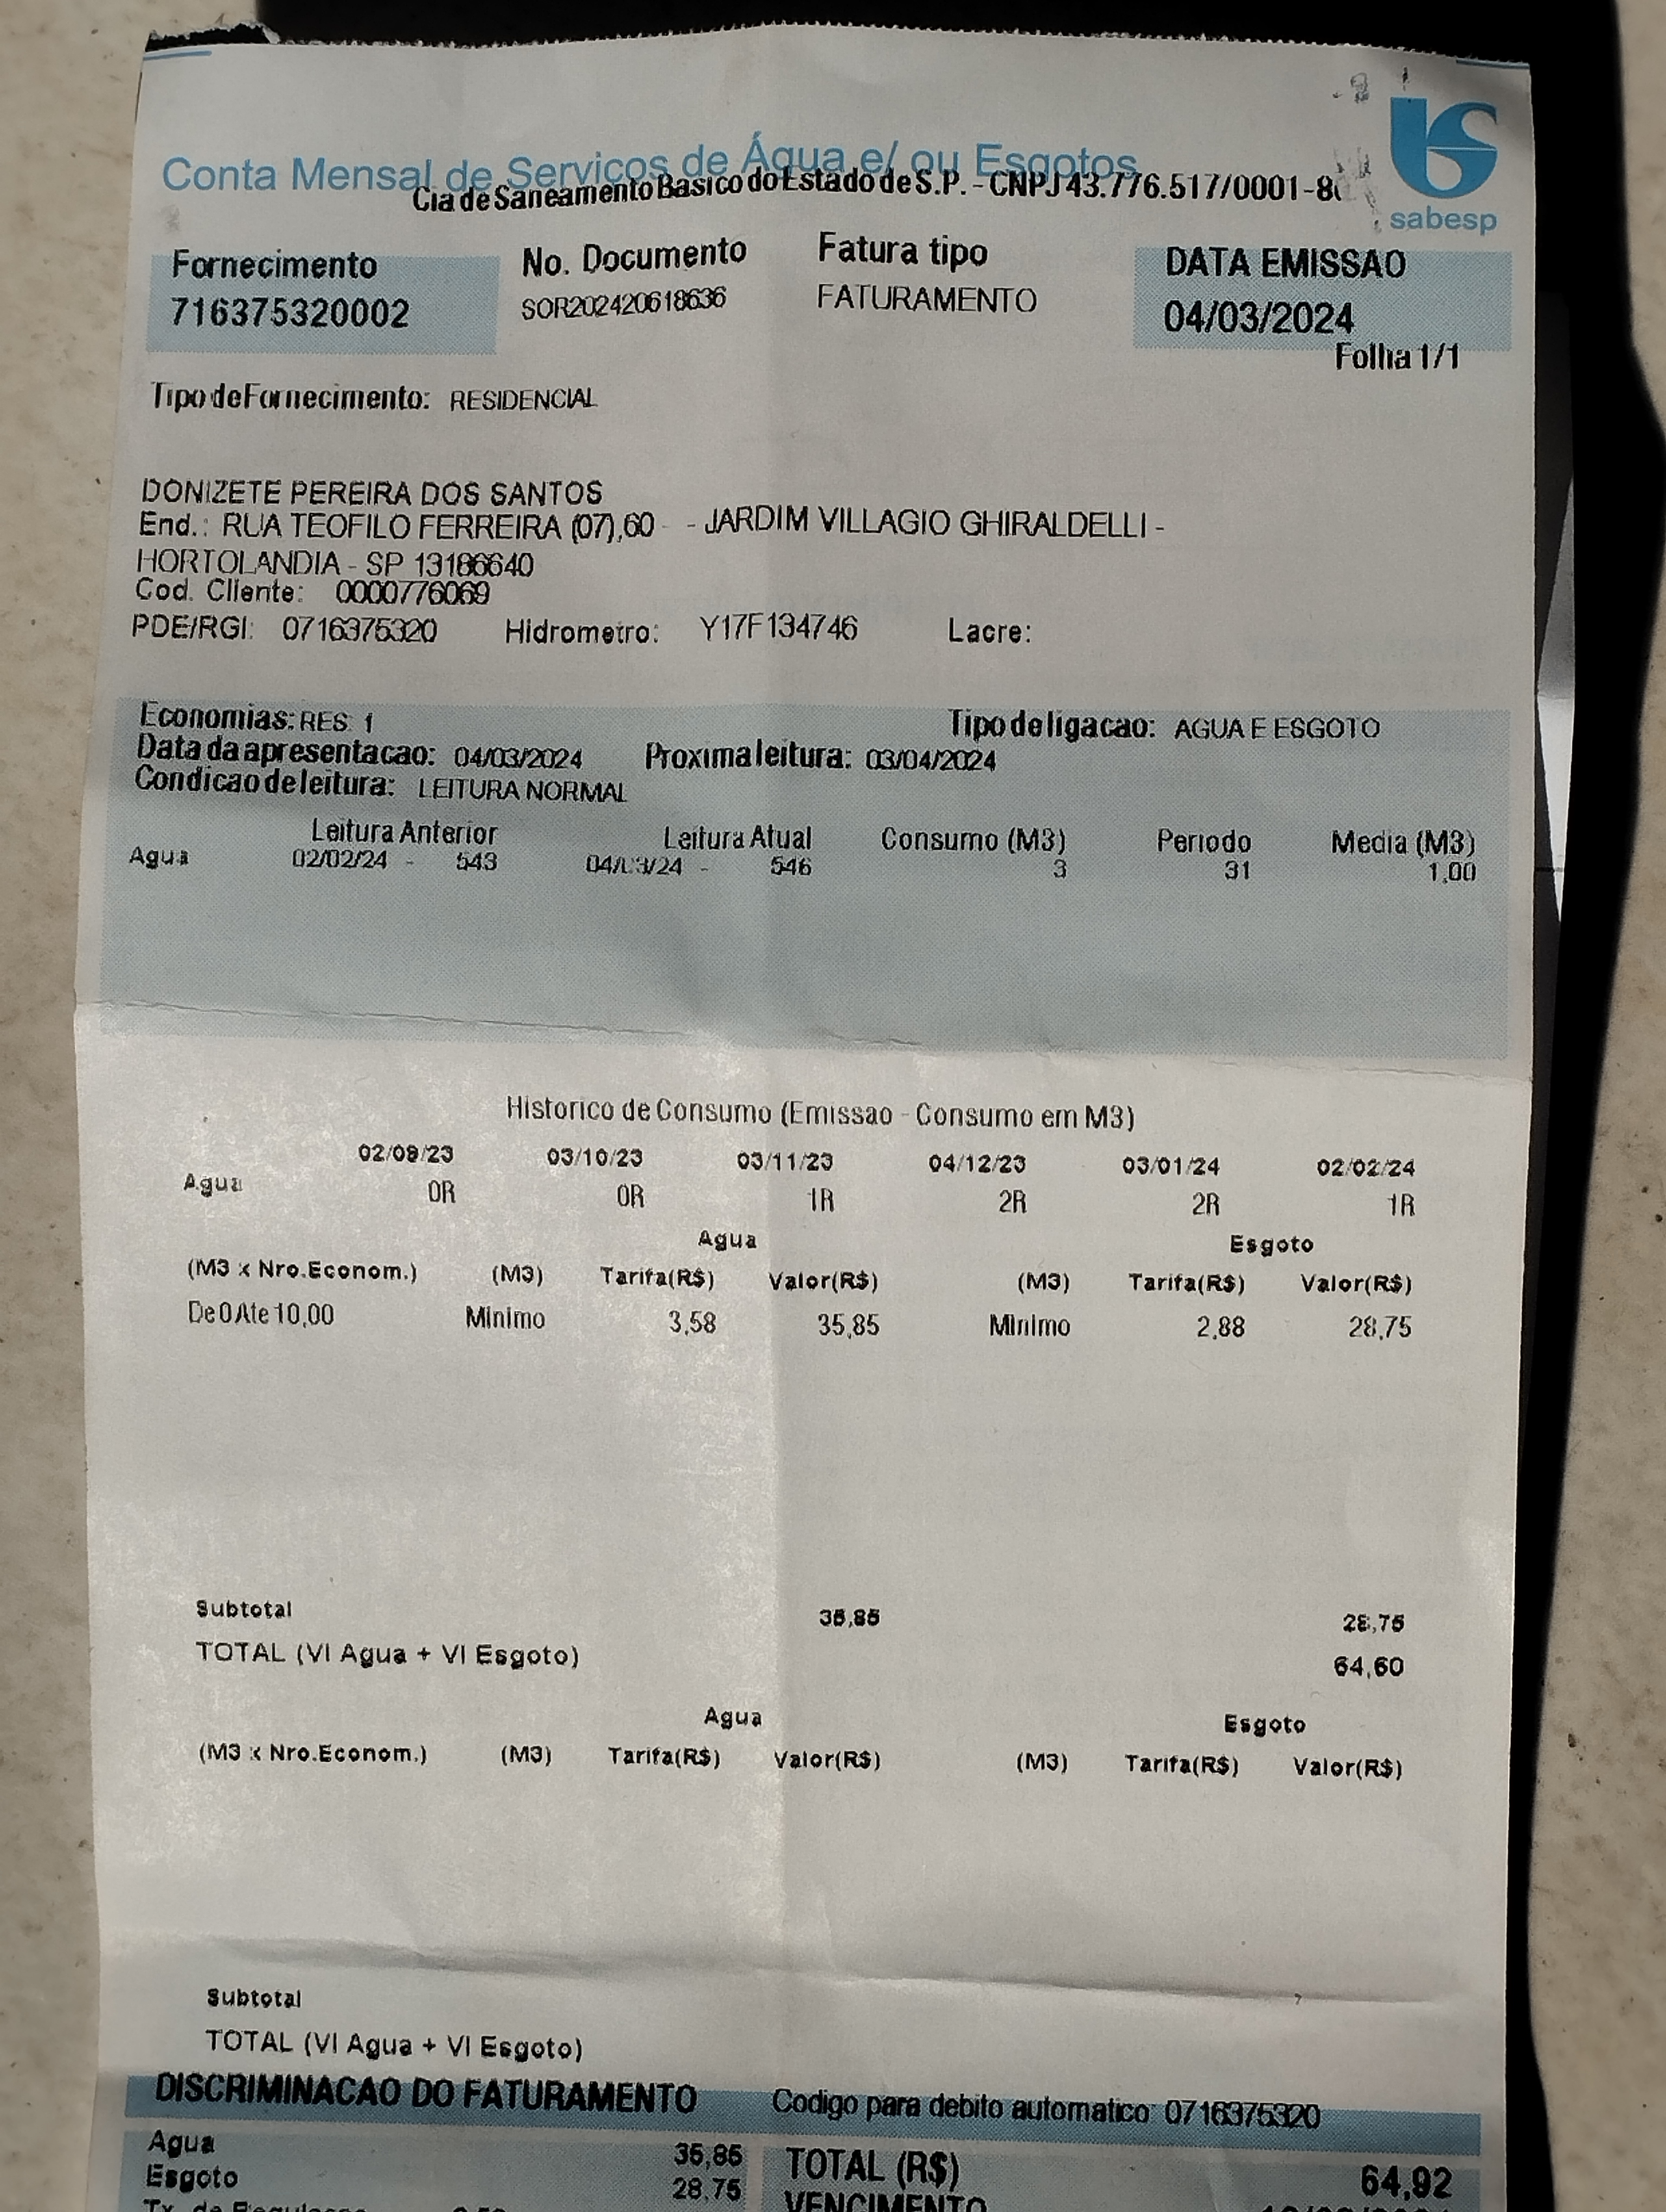 Conta Mensal de Serviços de Água e/ ou Esgotos
Cia de Saneamento Basico do Estado de S.P. - CNPJ 43.776.517/0001-8
sabesp
Fornecimento No. Documento Fatura tipo DATA EMISSAO
716375320002 SOR202420618636 FATURAMENTO 04/03/2024
Folha 1/1
Tipo de Fornecimento: RESIDENCIAL
DONIZETE PEREIRA DOS SANTOS
End.: RUA TEOFILO FERREIRA (07),60 - - JARDIM VILLAGIO GHIRALDELLI -
HORTOLANDIA - SP 13186640
Cod. Cliente: 0000776069
PDE/RGI: 0716375320 Hidrometro: Y17F134746 Lacre:
Economias: RES: 1 Tipo de ligacao: AGUA E ESGOTO
Data da apresentacao: 04/03/2024 Proxima leitura: 03/04/2024
Condicao de leitura: LEITURA NORMAL
Leitura Anterior Leitura Atual Consumo (M3) Periodo Media (M3)
Agua 02/02/24 - 543 04/03/24 - 546 3 31 1,00
Historico de Consumo (Emissao - Consumo em M3)
03/10/23 03/11/23 04/12/23 03/01/24 02/02/24
Agua 0R 0R 1R 2R 2R 1R
Agua Esgoto
(M3 x Nro.Econom.) (M3) Tarifa(R$) Valor(R$) (M3) Tarifa(R$) Valor(R$)
De 0 Ate 10,00 Minimo 3,58 35,85 Minimo 2,88 28,75
Subtotal 35,85 28,75
TOTAL (Vl Agua + Vl Esgoto) 64,60
Agua Esgoto
(M3 x Nro.Econom.) (M3) Tarifa(R$) Valor(R$) (M3) Tarifa(R$) Valor(R$)
Subtotal
TOTAL (Vl Agua + Vl Esgoto)
DISCRIMINACAO DO FATURAMENTO Codigo para debito automatico 0716375320
Agua 35,85 TOTAL (R$) 64,92
Esgoto 28,75 VENCIMENTO